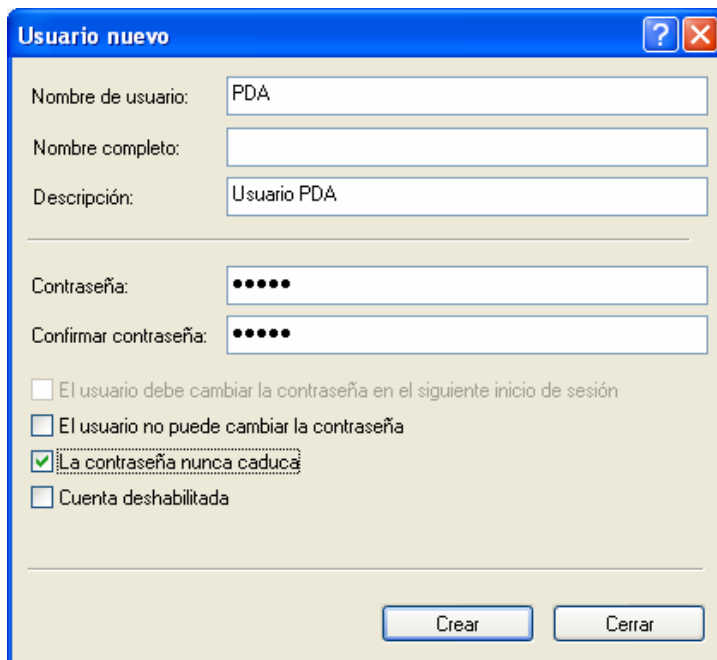 Usuario nuevo
Nombre de usuario: PDA
Nombre completo:
Descripción: Usuario PDA
Contraseña: •••••
Confirmar contraseña: •••••
El usuario debe cambiar la contraseña en el siguiente inicio de sesión
El usuario no puede cambiar la contraseña
La contraseña nunca caduca
Cuenta deshabilitada
Crear Cerrar